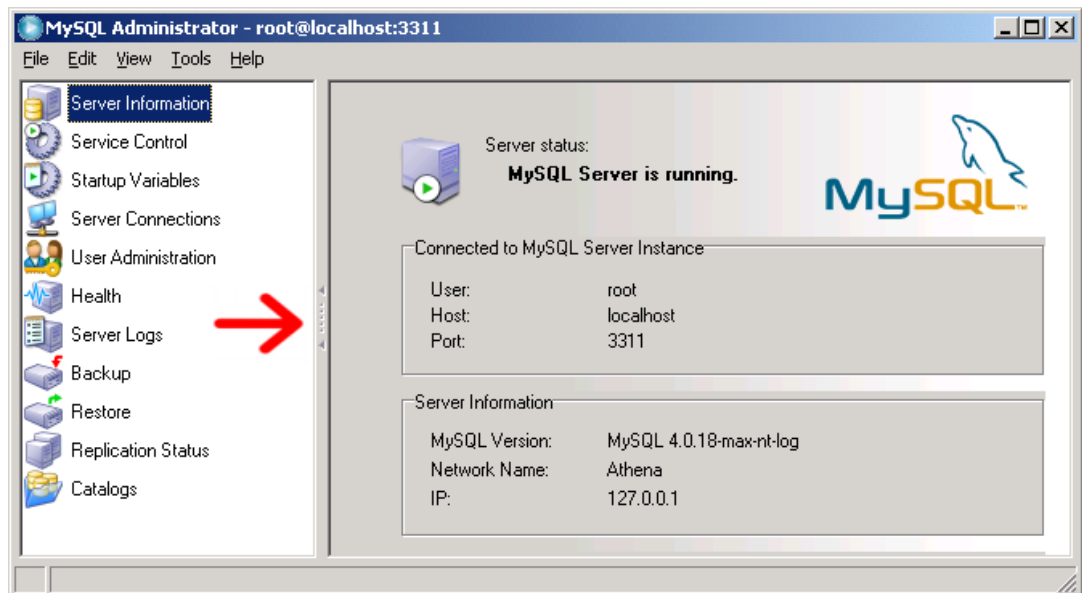 MySQL Administrator - root@localhost:3311
File Edit View Tools Help
Server Information
Service Control
Startup Variables
Server Connections
User Administration
Health
Server Logs
Backup
Restore
Replication Status
Catalogs
Server status:
MySQL Server is running.
MySQL
Connected to MySQL Server Instance
User: root
Host: localhost
Port: 3311
Server Information
MySQL Version: MySQL 4.0.18-max-nt-log
Network Name: Athena
IP: 127.0.0.1